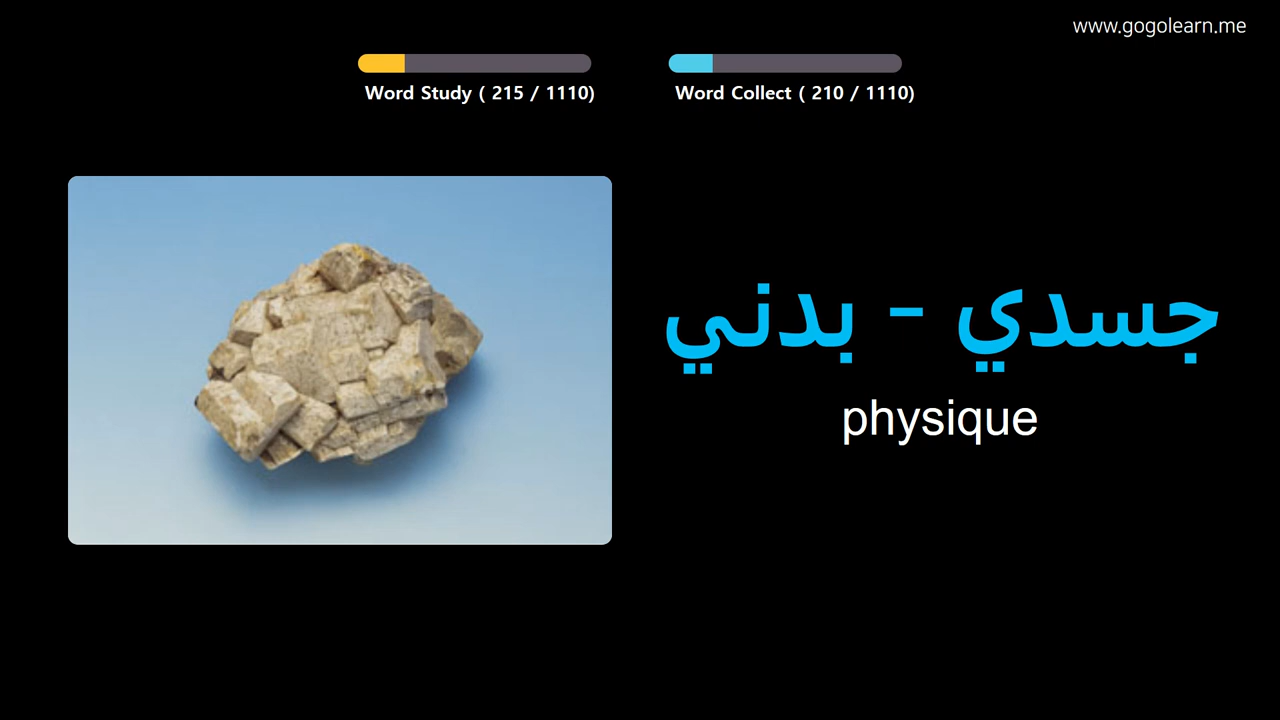 www.gogolearn.me
Word Study ( 215 / 1110)
Word Collect ( 210 / 1110)
جسدي - بدني
physique